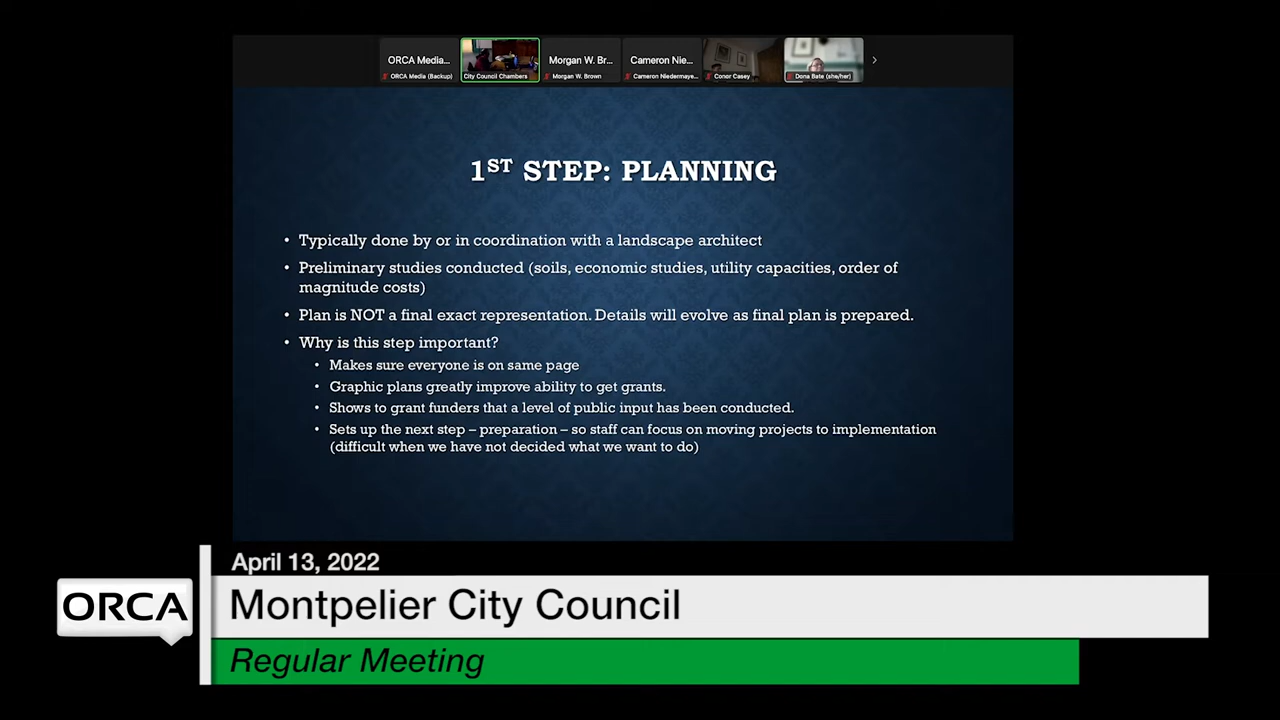 ORCA Media...
Morgan W. Br...
Cameron Nie...
ORCA Media (Backup)
City Council Chambers
Morgan W. Brown
Cameron Niedermaye...
Conor Casey
Dona Bate (she/her)
1ST STEP: PLANNING
• Typically done by or in coordination with a landscape architect
• Preliminary studies conducted (soils, economic studies, utility capacities, order of
magnitude costs)
• Plan is NOT a final exact representation. Details will evolve as final plan is prepared.
• Why is this step important?
• Makes sure everyone is on same page
• Graphic plans greatly improve ability to get grants.
• Shows to grant funders that a level of public input has been conducted.
• Sets up the next step – preparation – so staff can focus on moving projects to implementation
(difficult when we have not decided what we want to do)
April 13, 2022
ORCA
Montpelier City Council
Regular Meeting